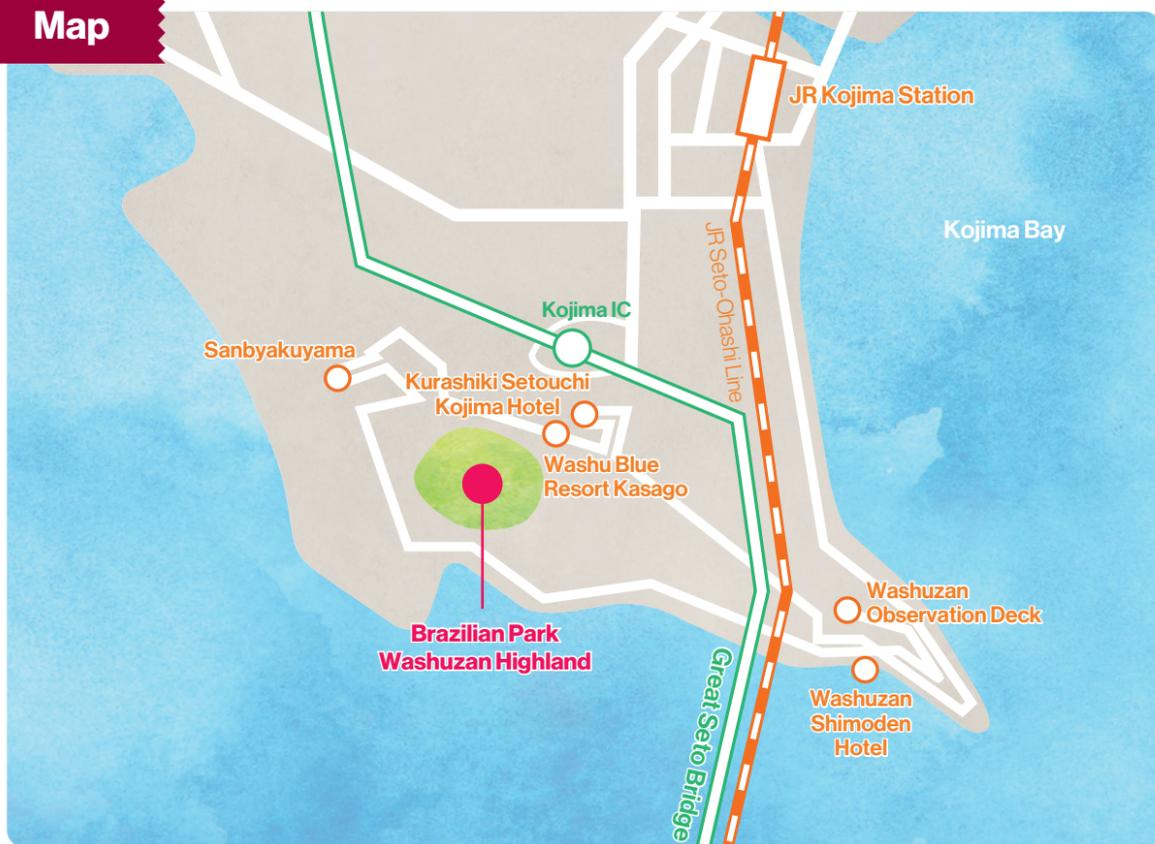 Map
JR Kojima Station
Kojima Bay
JR Seto-Ohashi Line
Kojima IC
Sanbyakuyama
Kurashiki Setouchi
Kojima Hotel
Washu Blue
Resort Kasago
Washuzan
Observation Deck
Brazilian Park
Washuzan Highland
Great Seto Bridge
Washuzan
Shimoden
Hotel